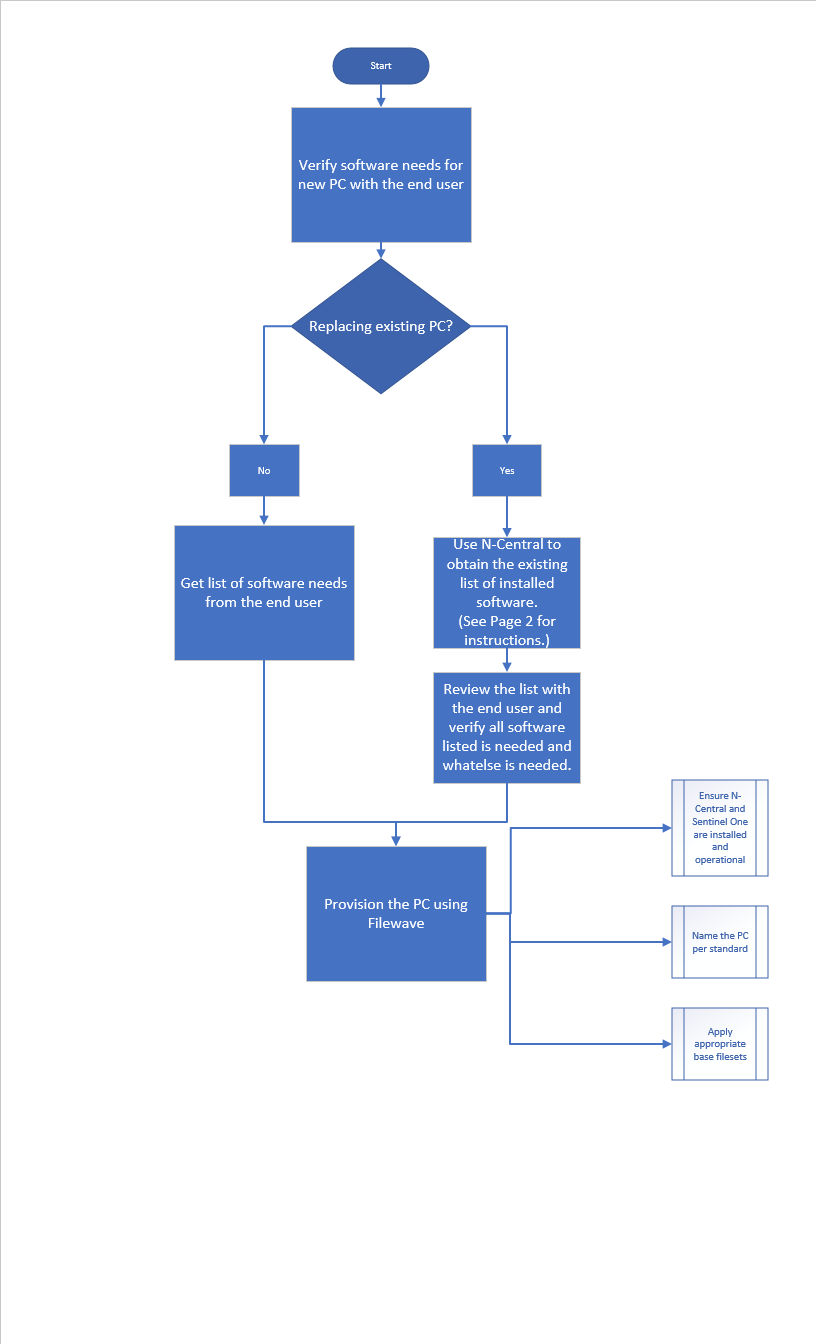 Start
Verify software needs for
new PC with the end user
Replacing existing PC?
No
Yes
Get list of software needs
from the end user
Use N-Central to
obtain the existing
list of installed
software.
(See Page 2 for
instructions.)
Review the list with
the end user and
verify all software
listed is needed and
whatelse is needed.
Provision the PC using
Filewave
Ensure N-
Central and
Sentinel One
are installed
and
operational
Name the PC
per standard
Apply
appropriate
base filesets